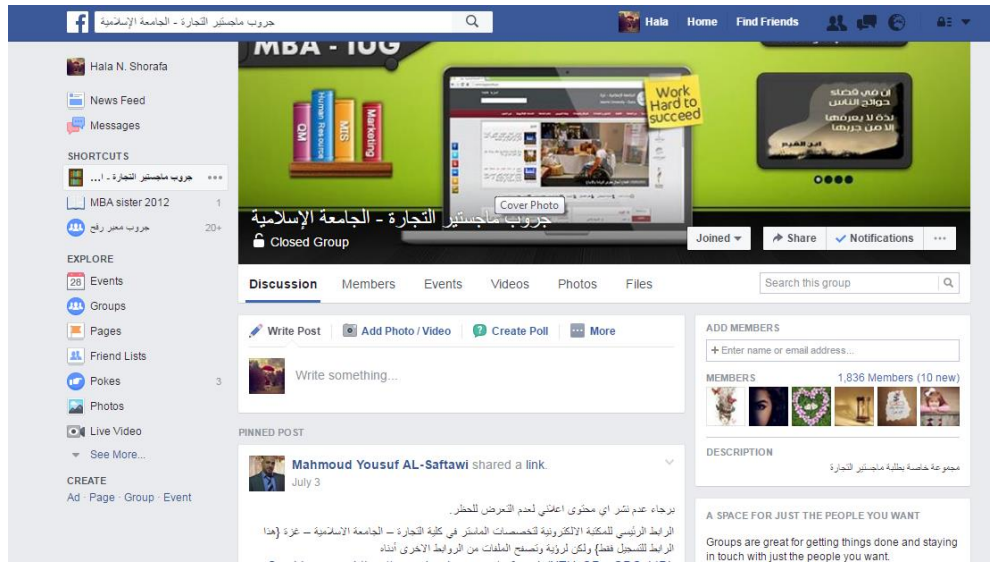 جروب ماجستير التجارة - الجامعة الإسلامية
Hala
Home
Find Friends
Hala N. Shorafa
News Feed
Messages
SHORTCUTS
جروب ماجستير التجارة - ا...
MBA sister 2012
1
جروب معبر رفح
20+
EXPLORE
28
Events
Groups
Pages
Friend Lists
Pokes
3
Photos
Live Video
See More...
CREATE
Ad · Page · Group · Event
MBA - IUG
QM
Human Resource
MIS
Marketing
Work
Hard to
succeed
إن في قضاء
حوائج الناس
لذة لا يعرفها
إلا من جربها
ابن القيم
Cover Photo
جروب ماجستير التجارة - الجامعة الإسلامية
Closed Group
Joined
Share
Notifications
Discussion
Members
Events
Videos
Photos
Files
Search this group
Write Post
Add Photo / Video
Create Poll
More
Write something...
PINNED POST
Mahmoud Yousuf AL-Saftawi shared a link.
July 3
برجاء عدم نشر اي محتوى اعلاني لعدم التعرض للحظر.
الرابط الرئيسي للمكتبة الالكترونية لتخصصات الماستر في كلية التجارة – الجامعة الاسلامية – غزة {هذا
الرابط للتسجيل فقط} ولكن لرؤية وتصفح الملفات من الروابط الاخرى أدناه
ADD MEMBERS
+ Enter name or email address...
MEMBERS
1,836 Members (10 new)
DESCRIPTION
مجموعة خاصة بطلبة ماجستير التجارة
A SPACE FOR JUST THE PEOPLE YOU WANT
Groups are great for getting things done and staying
in touch with just the people you want.